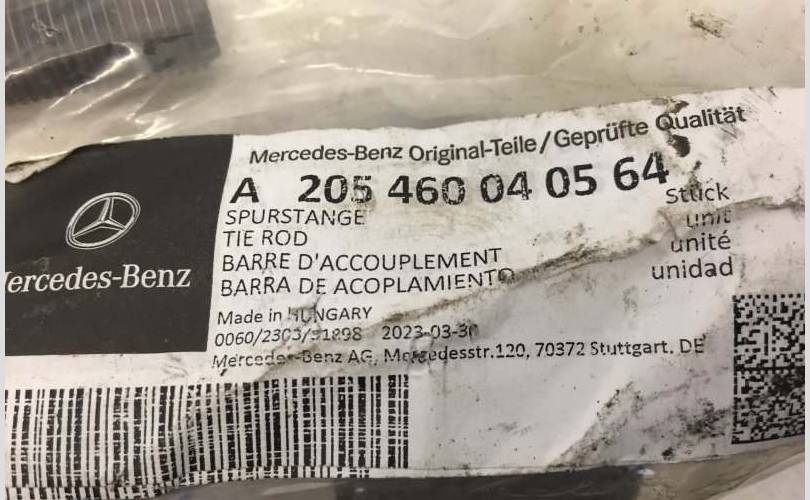 Mercedes-Benz Original-Teile/Geprüfte Qualität
A 205 460 04 05 64
SPURSTANGE
TIE ROD
BARRE D'ACCOUPLEMENT
BARRA DE ACOPLAMIENTO
Stück
unit
unité
unidad
Mercedes-Benz
Made in HUNGARY
2023-03-30
Mercedes-Benz AG, Mercedesstr.120, 70372 Stuttgart. DE